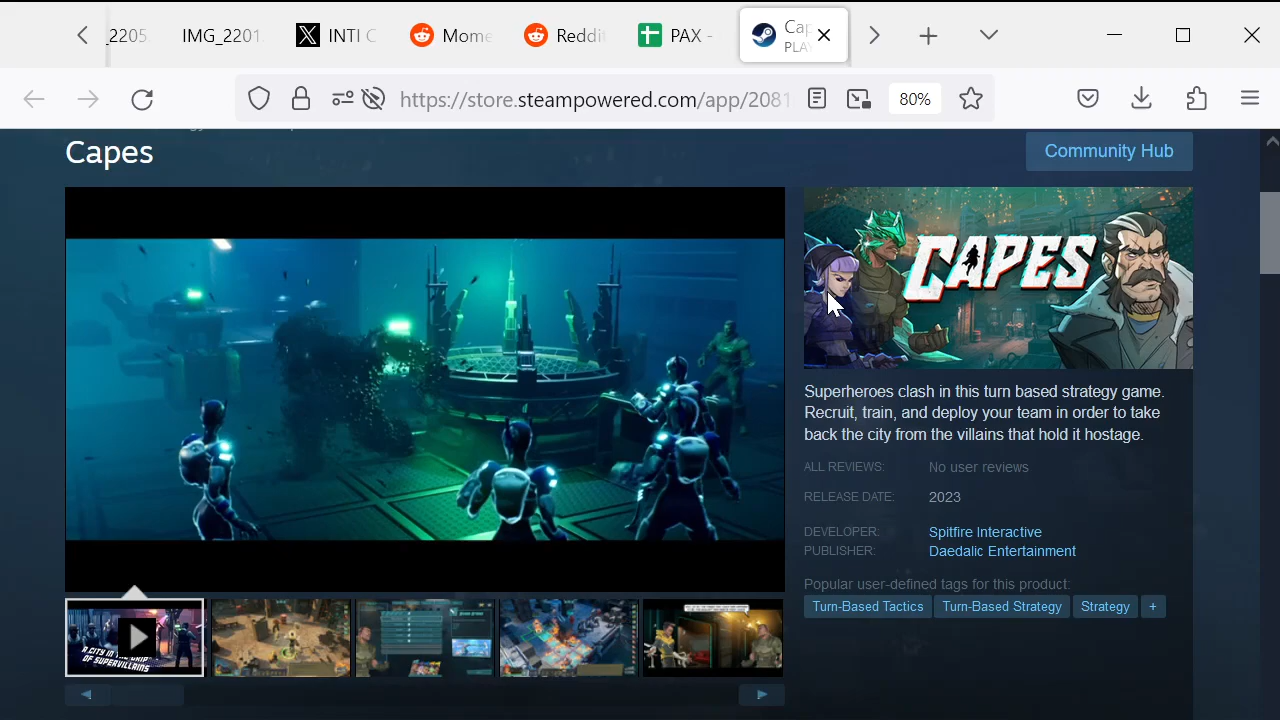 _2205
IMG_2201
INTI C
Mome
Reddi
PAX -
Cap
PLAY
https://store.steampowered.com/app/2081
80%
Capes
Community Hub
CAPES
Superheroes clash in this turn based strategy game.
Recruit, train, and deploy your team in order to take
back the city from the villains that hold it hostage.
ALL REVIEWS: No user reviews
RELEASE DATE: 2023
DEVELOPER: Spitfire Interactive
PUBLISHER: Daedalic Entertainment
Popular user-defined tags for this product:
Turn-Based Tactics Turn-Based Strategy Strategy +
A CITY IN THE GRIP
OF SUPERVILLAINS